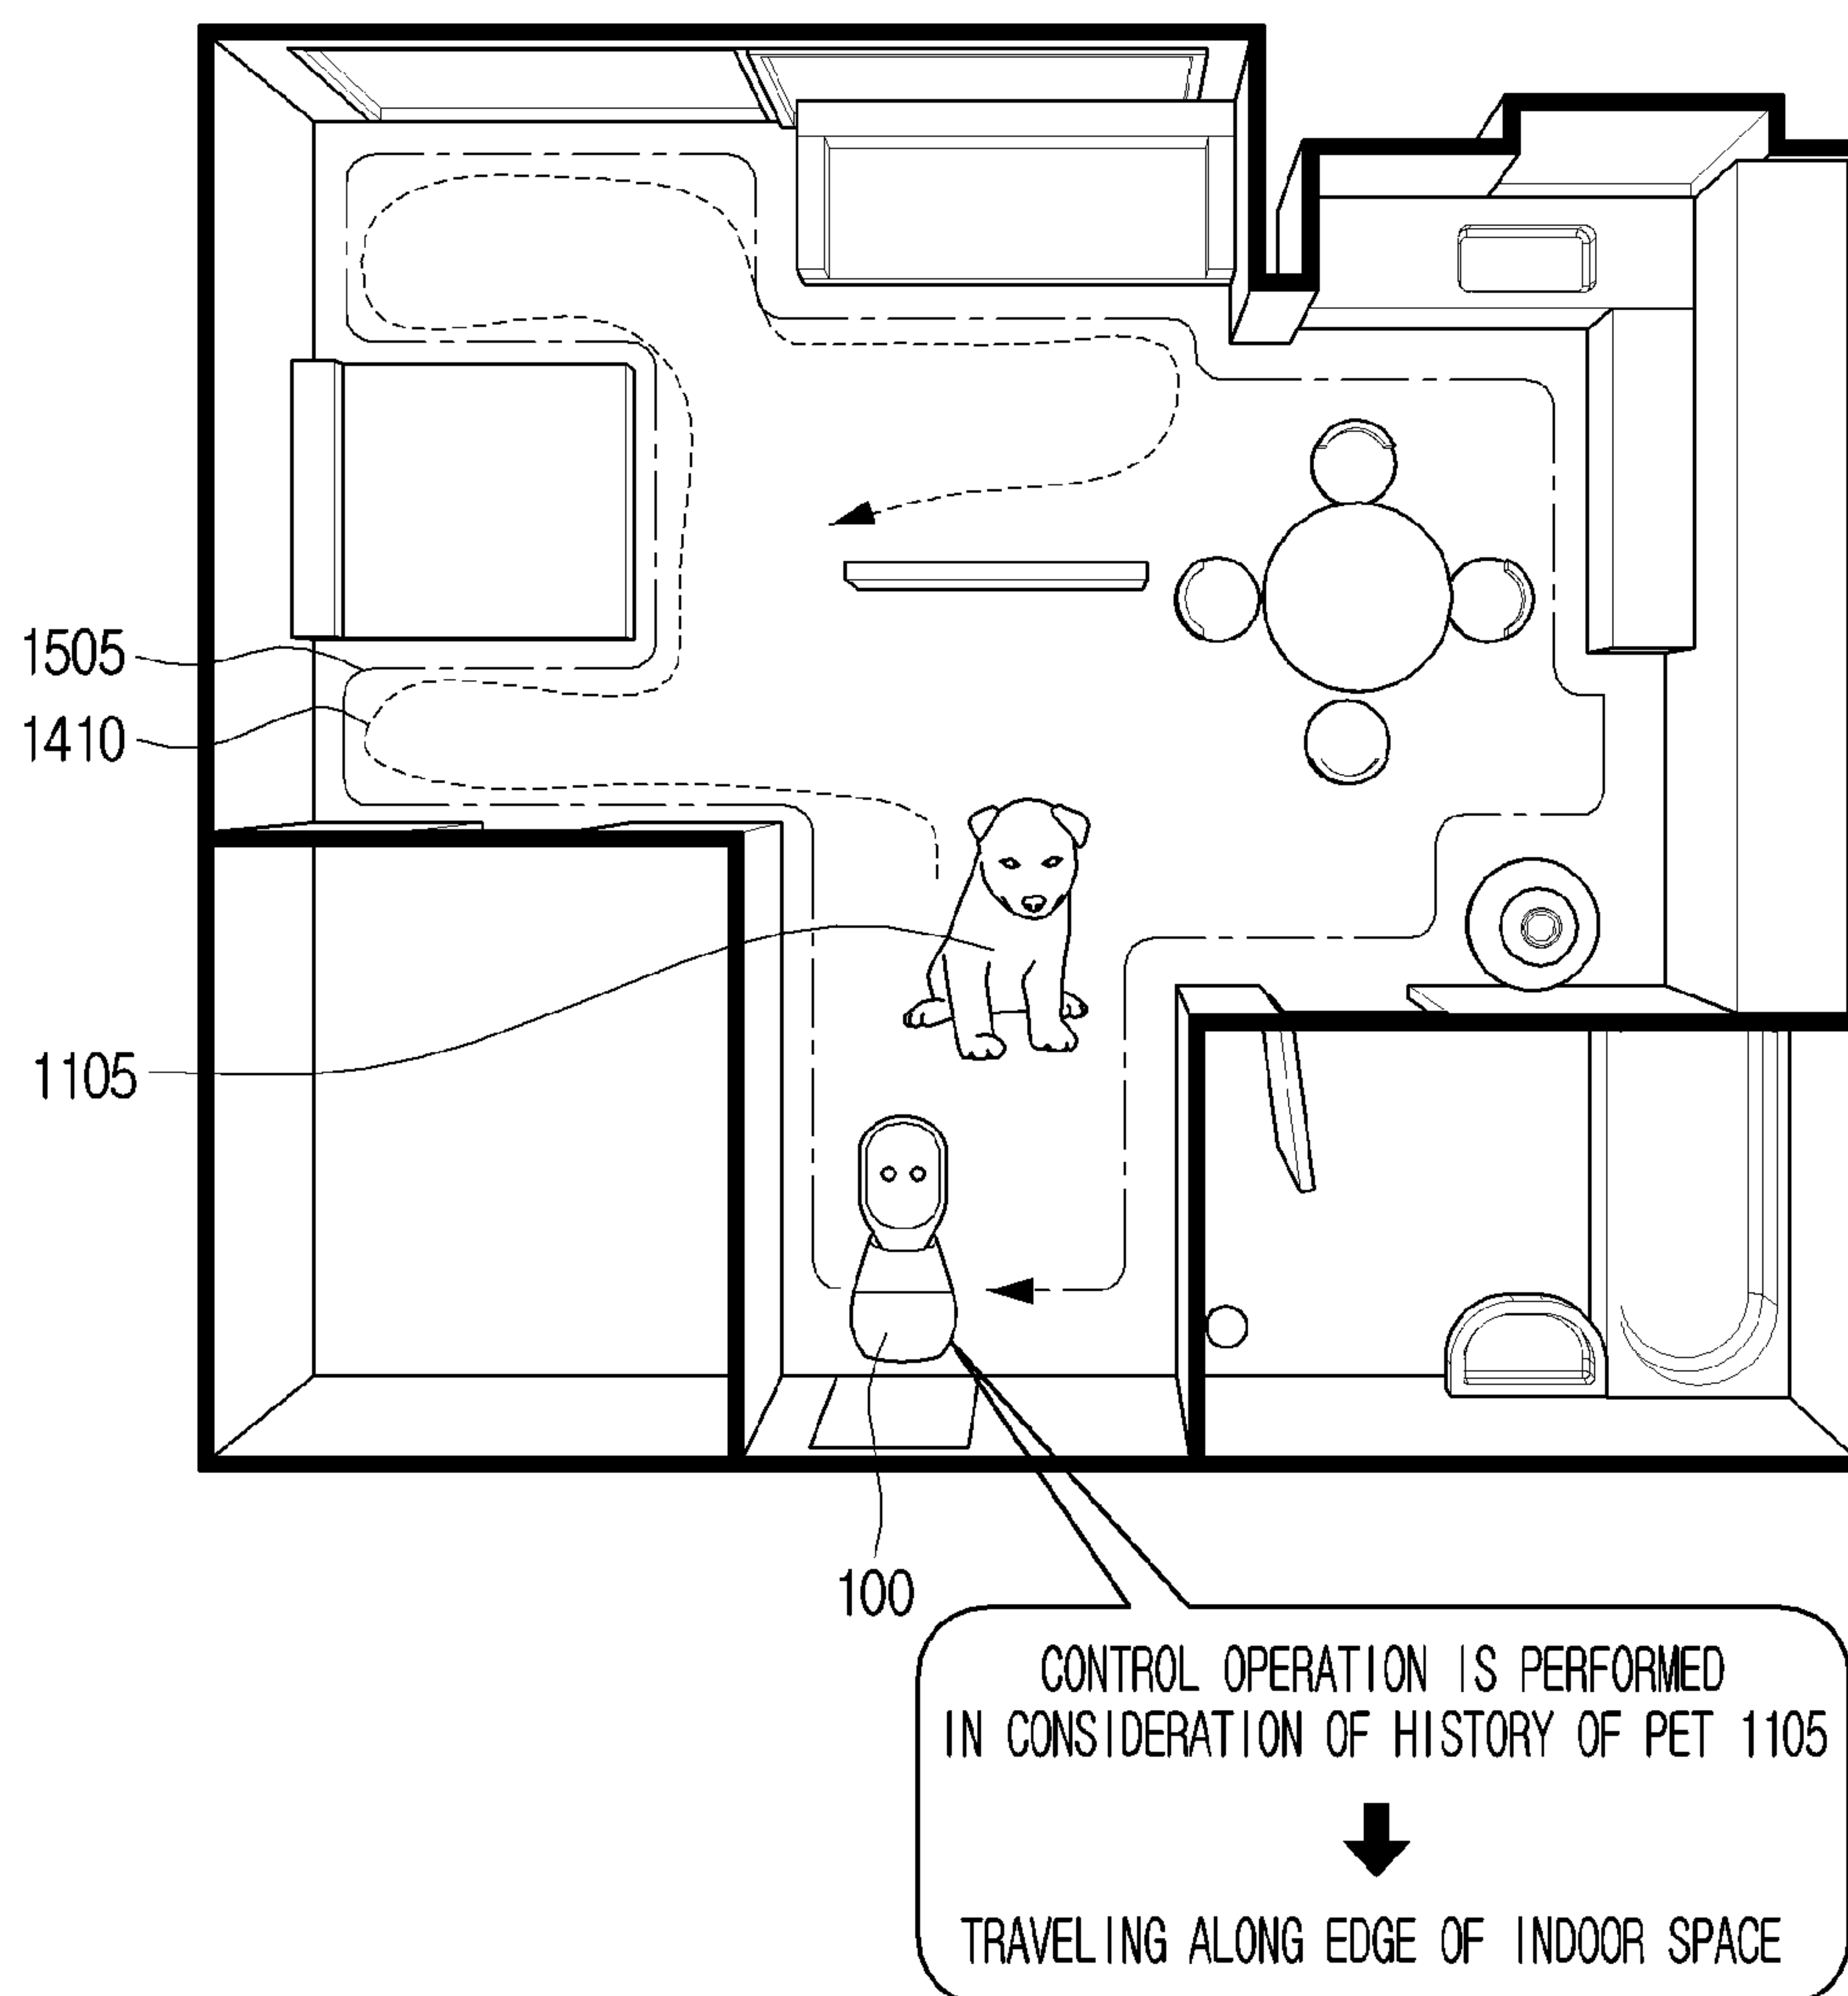 1505
1410
1105
100
CONTROL OPERATION IS PERFORMED
IN CONSIDERATION OF HISTORY OF PET 1105
TRAVELING ALONG EDGE OF INDOOR SPACE